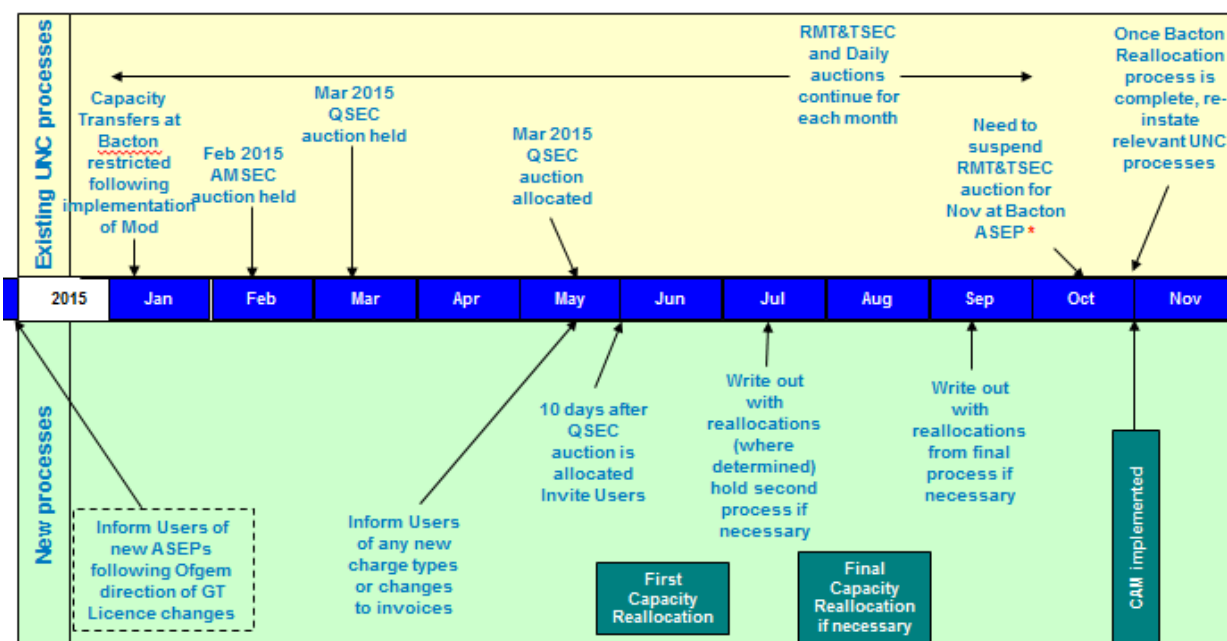 Existing UNC processes
Capacity
Transfers at
Bacton
restricted
following
implementation
of Mod
Feb 2015
AMSEC
auction held
Mar 2015
QSEC
auction held
Mar 2015
QSEC
auction
allocated
RMT&TSEC
and Daily
auctions
continue for
each month
Need to
suspend
RMT&TSEC
auction for
Nov at Bacton
ASEP *
Once Bacton
Reallocation
process is
complete, re-
instate
relevant UNC
processes
2015 Jan Feb Mar Apr May Jun Jul Aug Sep Oct Nov
New processes
Inform Users of
new ASEPs
following Ofgem
direction of GT
Licence changes
Inform Users
of any new
charge types
or changes
to invoices
10 days after
QSEC
auction is
allocated
Invite Users
First
Capacity
Reallocation
Write out
with
reallocations
(where
determined)
hold second
process if
necessary
Final
Capacity
Reallocation
if necessary
Write out
with
reallocations
from final
process if
necessary
CAM implemented